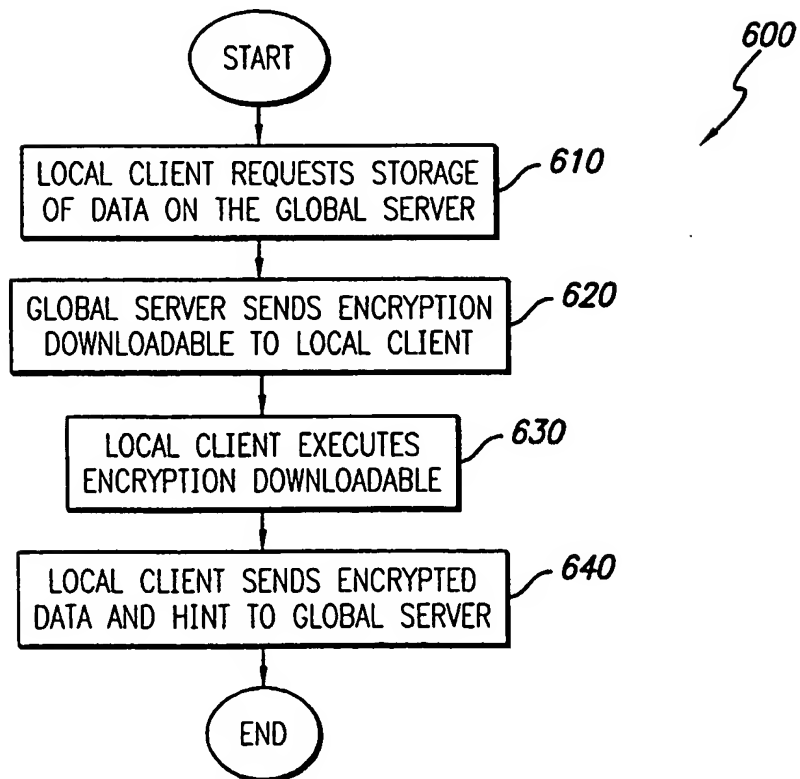 START
600
LOCAL CLIENT REQUESTS STORAGE
OF DATA ON THE GLOBAL SERVER
610
GLOBAL SERVER SENDS ENCRYPTION
DOWNLOADABLE TO LOCAL CLIENT
620
LOCAL CLIENT EXECUTES
ENCRYPTION DOWNLOADABLE
630
LOCAL CLIENT SENDS ENCRYPTED
DATA AND HINT TO GLOBAL SERVER
640
END